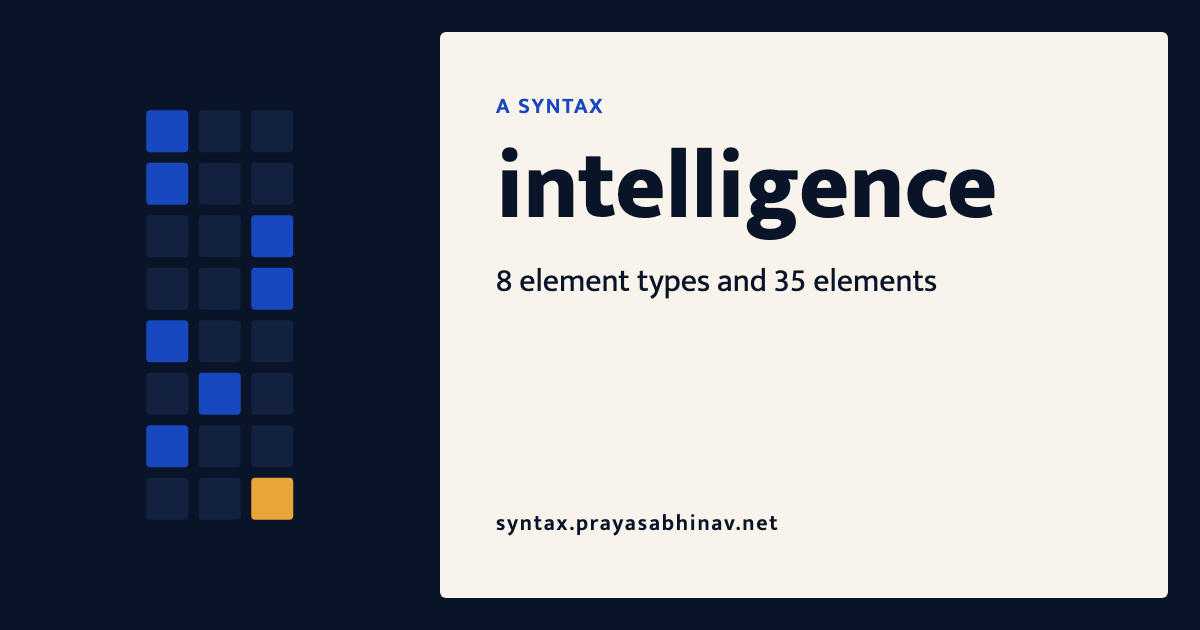 A SYNTAX
intelligence
8 element types and 35 elements
syntax.prayasabhinav.net